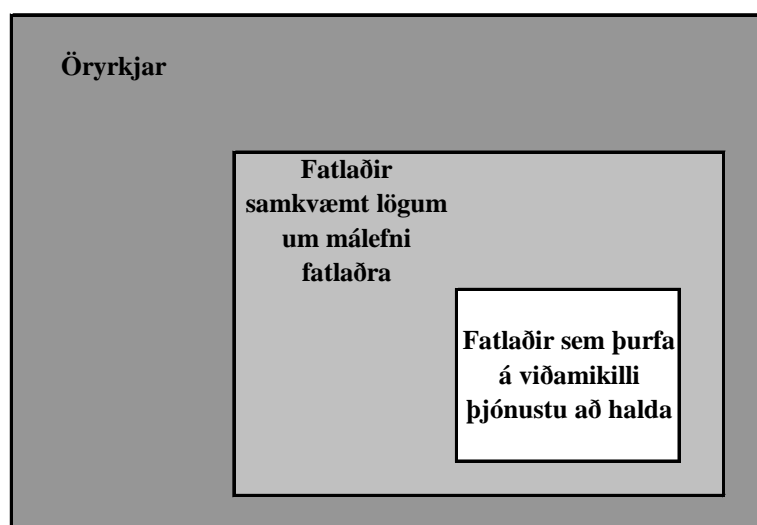 Öryrkjar
Fatlaðir
samkvæmt lögum
um málefni
fatlaðra
Fatlaðir sem þurfa
á viðamikilli
þjónustu að halda